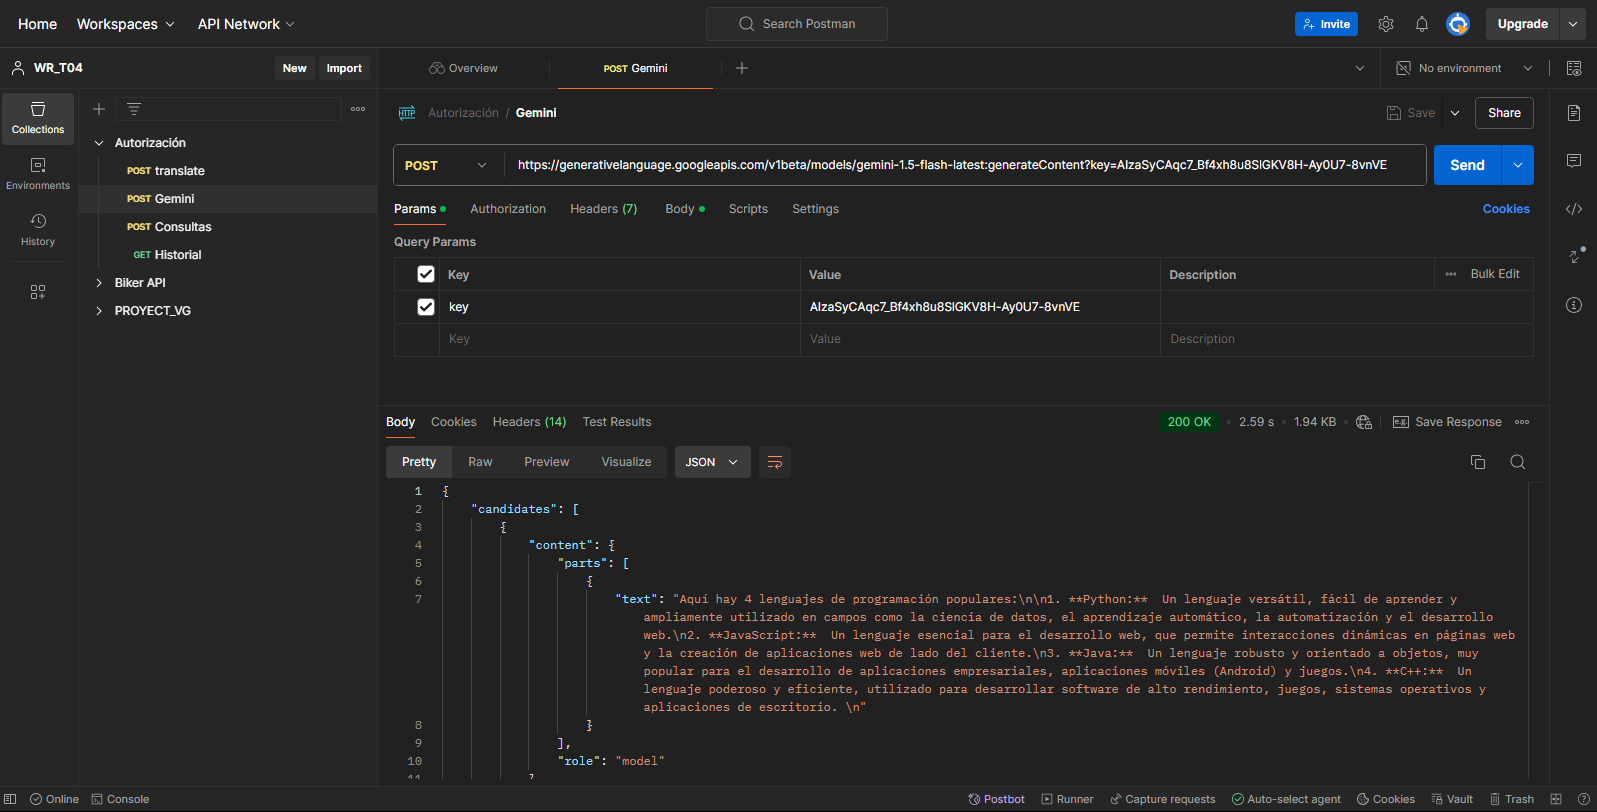 Home Workspaces API Network Search Postman Invite Upgrade
WR_T04 New Import Overview POST Gemini No environment
Collections
Environments
History
Autorización
POST translate
POST Gemini
POST Consultas
GET Historial
Biker API
PROYECT_VG
HTTP Autorización / Gemini Save Share
POST https://generativelanguage.googleapis.com/v1beta/models/gemini-1.5-flash-latest:generateContent?key=AIzaSyCAqc7_Bf4xh8u8SIGKV8H-Ay0U7-8vnVE Send
Params Authorization Headers (7) Body Scripts Settings Cookies
Query Params
Key Value Description Bulk Edit
key AIzaSyCAqc7_Bf4xh8u8SIGKV8H-Ay0U7-8vnVE
Key Value Description
Body Cookies Headers (14) Test Results 200 OK 2.59 s 1.94 KB e.g. Save Response
Pretty Raw Preview Visualize JSON
1 {
2 "candidates": [
3 {
4 "content": {
5 "parts": [
6 {
7 "text": "Aquí hay 4 lenguajes de programación populares:\n\n1. **Python:**  Un lenguaje versátil, fácil de aprender y
ampliamente utilizado en campos como la ciencia de datos, el aprendizaje automático, la automatización y el desarrollo
web.\n2. **JavaScript:**  Un lenguaje esencial para el desarrollo web, que permite interacciones dinámicas en páginas web
y la creación de aplicaciones web de lado del cliente.\n3. **Java:**  Un lenguaje robusto y orientado a objetos, muy
popular para el desarrollo de aplicaciones empresariales, aplicaciones móviles (Android) y juegos.\n4. **C++:**  Un
lenguaje poderoso y eficiente, utilizado para desarrollar software de alto rendimiento, juegos, sistemas operativos y
aplicaciones de escritorio. \n"
8 }
9 ],
10 "role": "model"
11 }
Online Console Postbot Runner Capture requests Auto-select agent Cookies Vault Trash